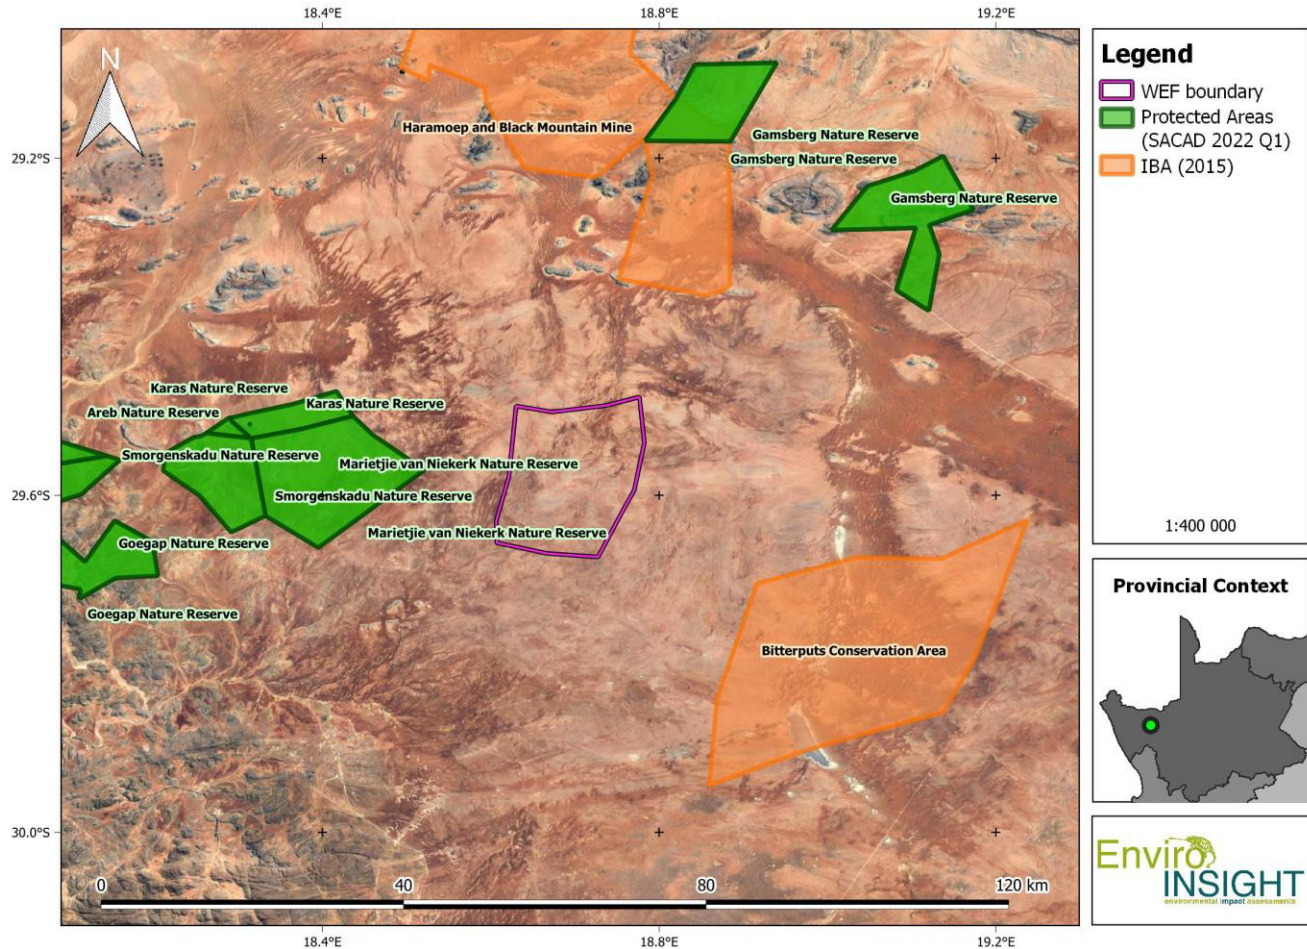 18.4°E
18.8°E
19.2°E
N
Haramoep and Black Mountain Mine
Gamsberg Nature Reserve
29.2°S
Gamsberg Nature Reserve
Gamsberg Nature Reserve
Karas Nature Reserve
Karas Nature Reserve
Areb Nature Reserve
Smorgenskadu Nature Reserve
Marietjie van Niekerk Nature Reserve
29.6°S
Smorgenskadu Nature Reserve
Marietjie van Niekerk Nature Reserve
Goegap Nature Reserve
Goegap Nature Reserve
Bitterputs Conservation Area
30.0°S
0
40
80
120 km
18.4°E
18.8°E
19.2°E
Legend
WEF boundary
Protected Areas
(SACAD 2022 Q1)
IBA (2015)
1:400 000
Provincial Context
Enviro
INSIGHT
environmental impact assessments